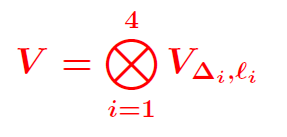 V = ⨂_{i=1}^{4} V_{Δ_i,ℓ_i}